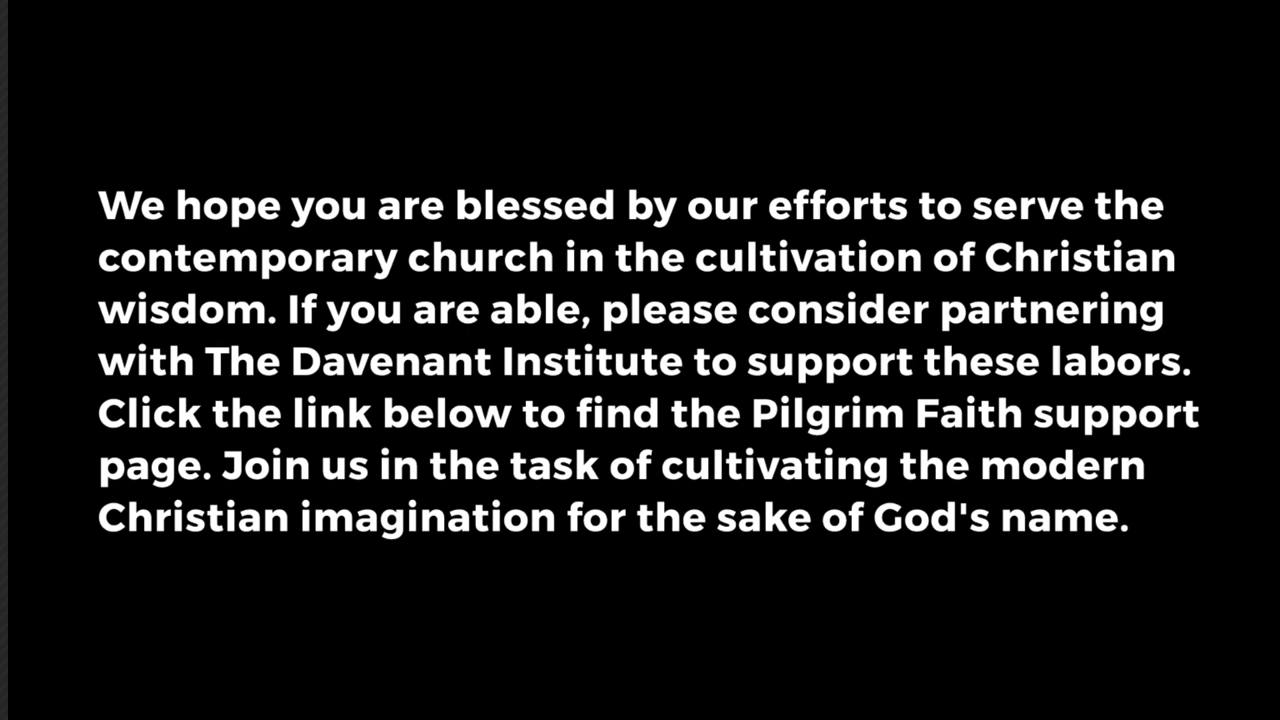 We hope you are blessed by our efforts to serve the
contemporary church in the cultivation of Christian
wisdom. If you are able, please consider partnering
with The Davenant Institute to support these labors.
Click the link below to find the Pilgrim Faith support
page. Join us in the task of cultivating the modern
Christian imagination for the sake of God's name.